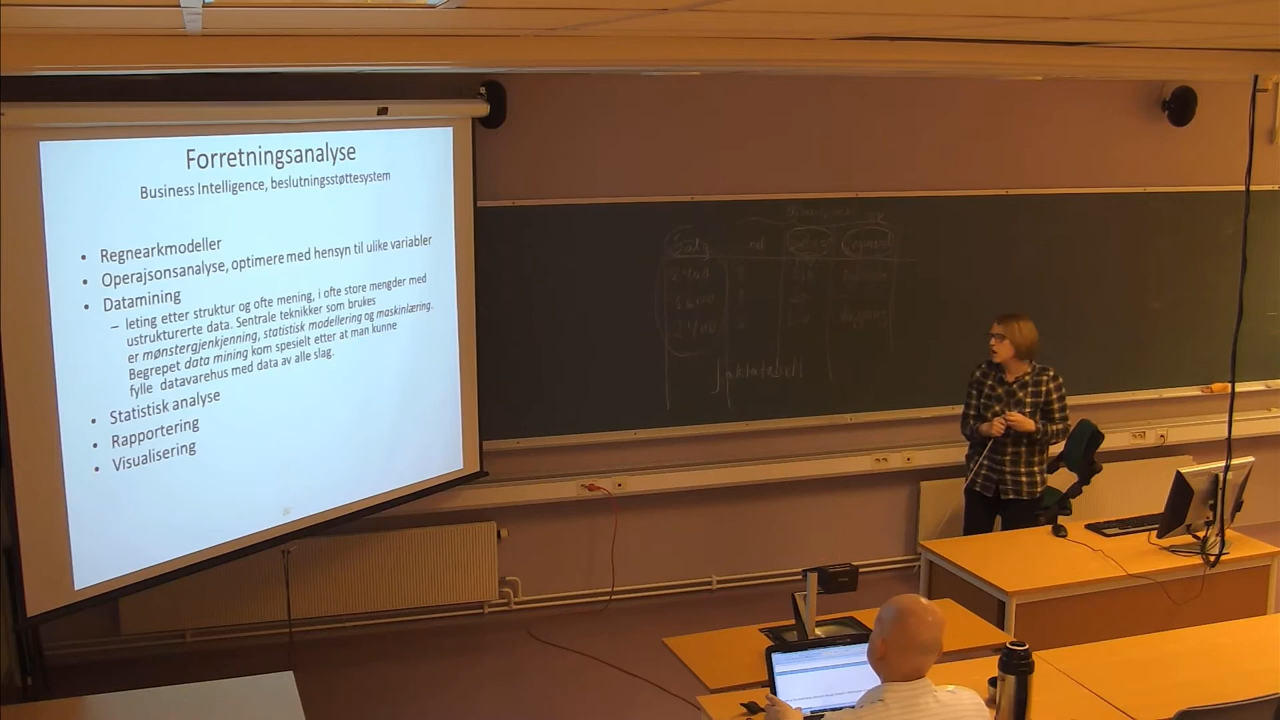 Forretningsanalyse
Business Intelligence, beslutningsstøttesystem
• Regnearkmodeller
• Operajsonsanalyse, optimere med hensyn til ulike variabler
• Datamining
– leting etter struktur og ofte mening, i ofte store mengder med
ustrukturerte data. Sentrale teknikker som brukes
er mønstergjenkjenning, statistisk modellering og maskinlæring.
Begrepet data mining kom spesielt etter at man kunne
fylle datavarehus med data av alle slag.
• Statistisk analyse
• Rapportering
• Visualisering
Salg
faktatabell